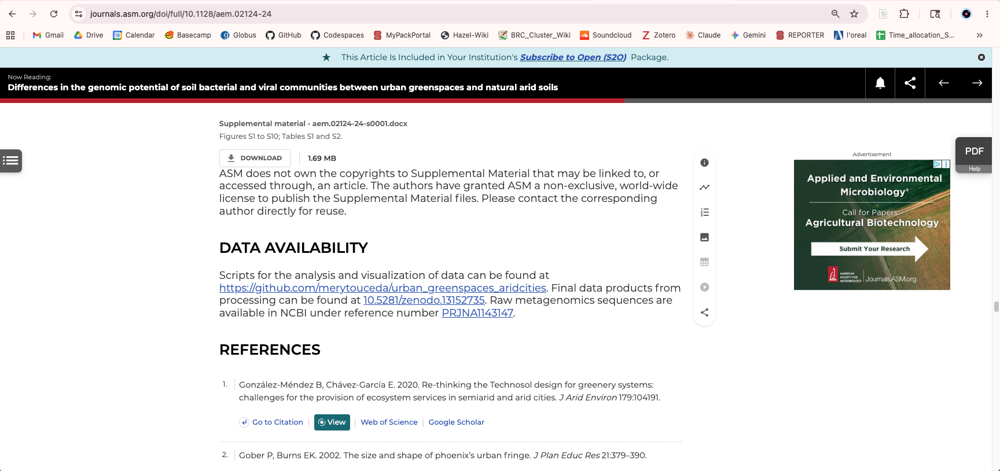 journals.asm.org/doi/full/10.1128/aem.02124-24
Gmail
Drive
Calendar
Basecamp
Globus
GitHub
Codespaces
MyPackPortal
Hazel-Wiki
BRC_Cluster_Wiki
Soundcloud
Zotero
Claude
Gemini
REPORTER
l'oreal
Time_allocation_S...
This Article Is Included in Your Institution's Subscribe to Open (S2O) Package.
Now Reading:
Differences in the genomic potential of soil bacterial and viral communities between urban greenspaces and natural arid soils
Supplemental material - aem.02124-24-s0001.docx
Figures S1 to S10; Tables S1 and S2.
DOWNLOAD
1.69 MB
ASM does not own the copyrights to Supplemental Material that may be linked to, or
accessed through, an article. The authors have granted ASM a non-exclusive, world-wide
license to publish the Supplemental Material files. Please contact the corresponding
author directly for reuse.
DATA AVAILABILITY
Scripts for the analysis and visualization of data can be found at
https://github.com/merytouceda/urban_greenspaces_aridcities. Final data products from
processing can be found at 10.5281/zenodo.13152735. Raw metagenomics sequences are
available in NCBI under reference number PRJNA1143147.
REFERENCES
1. González-Méndez B, Chávez-García E. 2020. Re-thinking the Technosol design for greenery systems:
challenges for the provision of ecosystem services in semiarid and arid cities. J Arid Environ 179:104191.
Go to Citation | View | Web of Science | Google Scholar
2. Gober P, Burns EK. 2002. The size and shape of phoenix's urban fringe. J Plan Educ Res 21:379–390.
PDF
Help
Advertisement
Applied and Environmental
Microbiology®
Call for Papers:
Agricultural Biotechnology
Submit Your Research
AMERICAN
SOCIETY FOR
MICROBIOLOGY
Journals.ASM.org